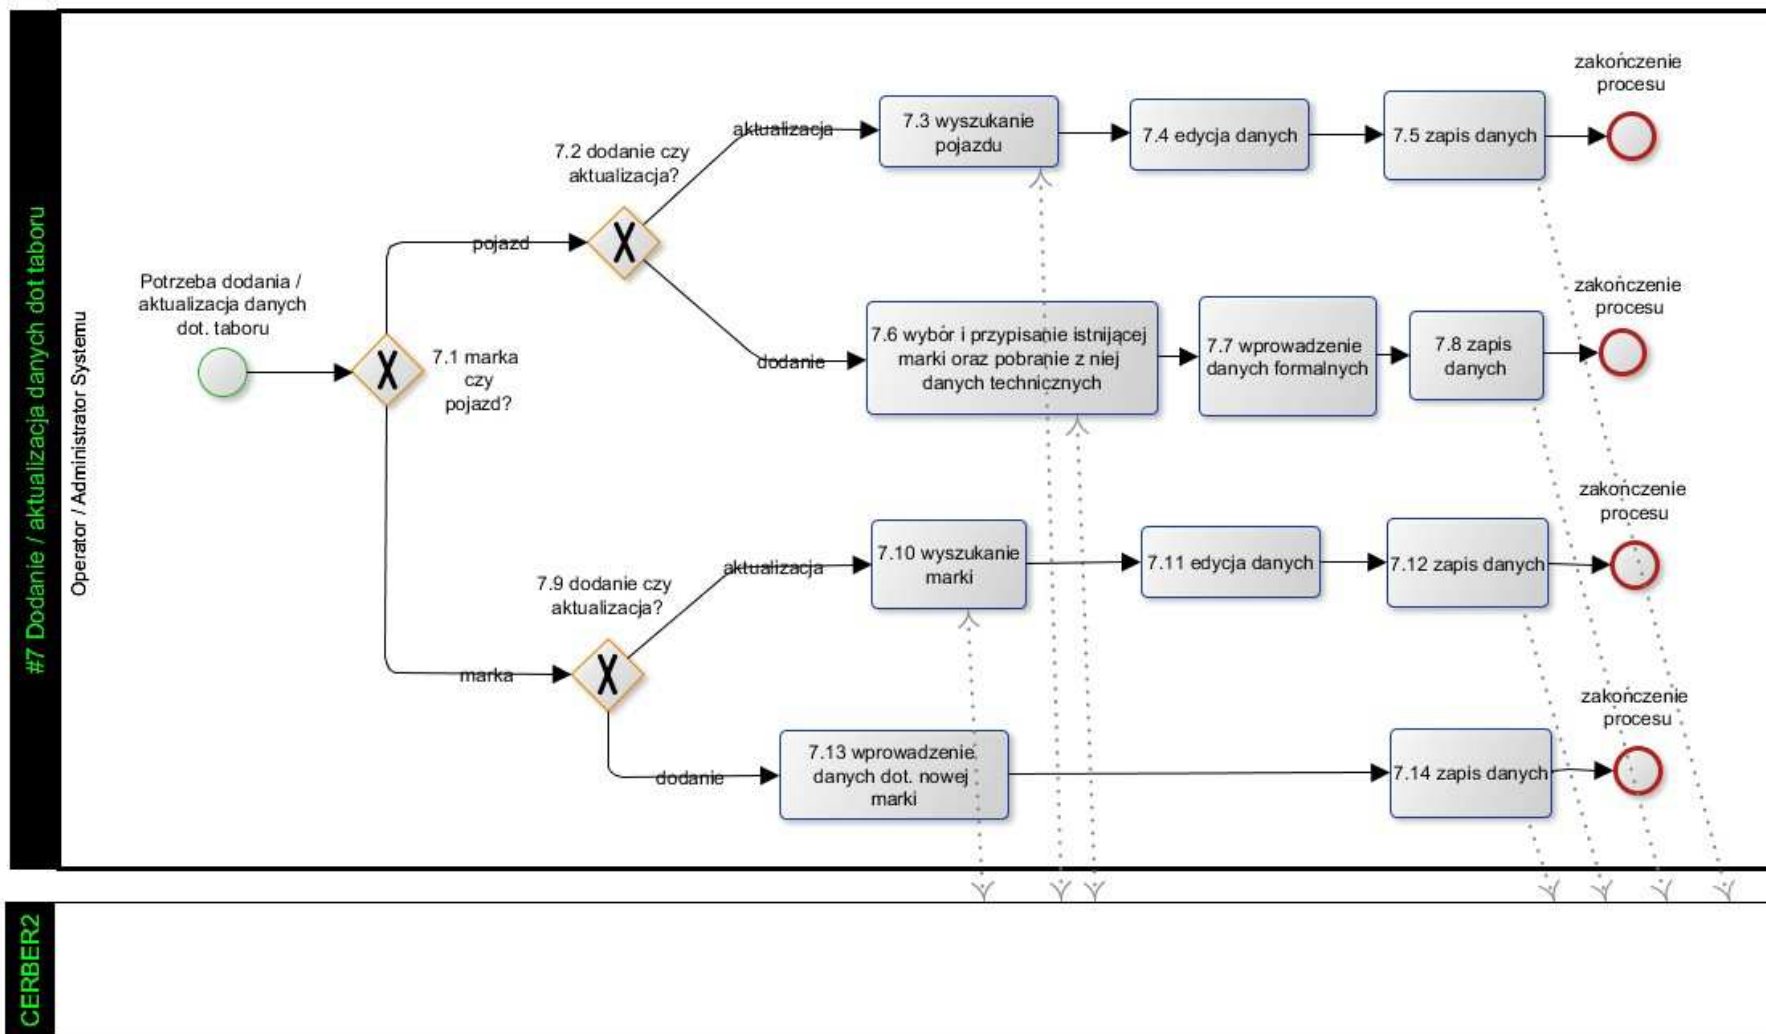 #7 Dodanie / aktualizacja danych dot taboru
Operator / Administrator Systemu
Potrzeba dodania /
aktualizacja danych
dot. taboru
7.1 marka
czy
pojazd?
pojazd
7.2 dodanie czy
aktualizacja?
aktualizacja
7.3 wyszukanie
pojazdu
7.4 edycja danych
7.5 zapis danych
zakończenie
procesu
dodanie
7.6 wybór i przypisanie istnijącej
marki oraz pobranie z niej
danych technicznych
7.7 wprowadzenie
danych formalnych
7.8 zapis
danych
zakończenie
procesu
marka
7.9 dodanie czy
aktualizacja?
aktualizacja
7.10 wyszukanie
marki
7.11 edycja danych
7.12 zapis danych
zakończenie
procesu
dodanie
7.13 wprowadzenie
danych dot. nowej
marki
7.14 zapis danych
zakończenie
procesu
CERBER2